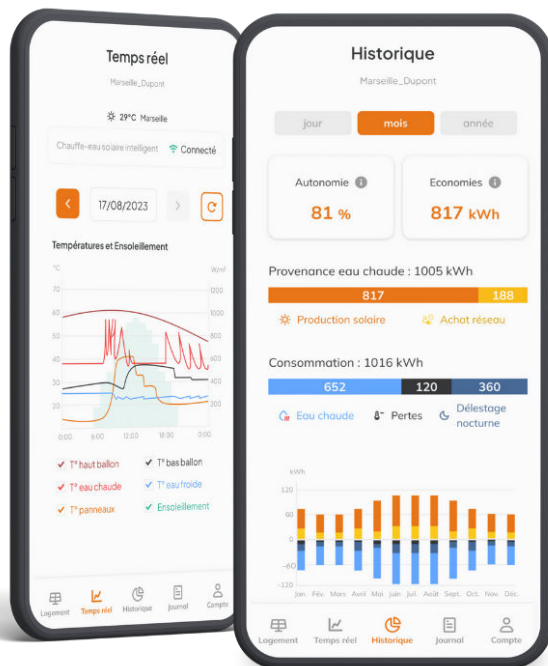 Temps réel
Marseille_Dupont
29°C Marseille
Chauffe-eau solaire intelligent Connecté
17/08/2023
Températures et Ensoleillement
°C W/m²
70 1200
60 1000
50 800
40 600
30 400
20 200
0:00 6:00 12:00 18:00 0:00
T° haut ballon T° bas ballon
T° eau chaude T° eau froide
T° panneaux Ensoleillement
Logement Temps réel Historique Journal Compte
Historique
Marseille_Dupont
jour mois année
Autonomie Economies
81 % 817 kWh
Provenance eau chaude : 1005 kWh
817 188
Production solaire Achat réseau
Consommation : 1016 kWh
652 120 360
Eau chaude Pertes Délestage
nocturne
kWh
120
60
0
-60
-120
Jan. Fév. Mars Avril Mai Juin Juil. Août Sept. Oct. Nov. Déc.
Logement Temps réel Historique Journal Compte